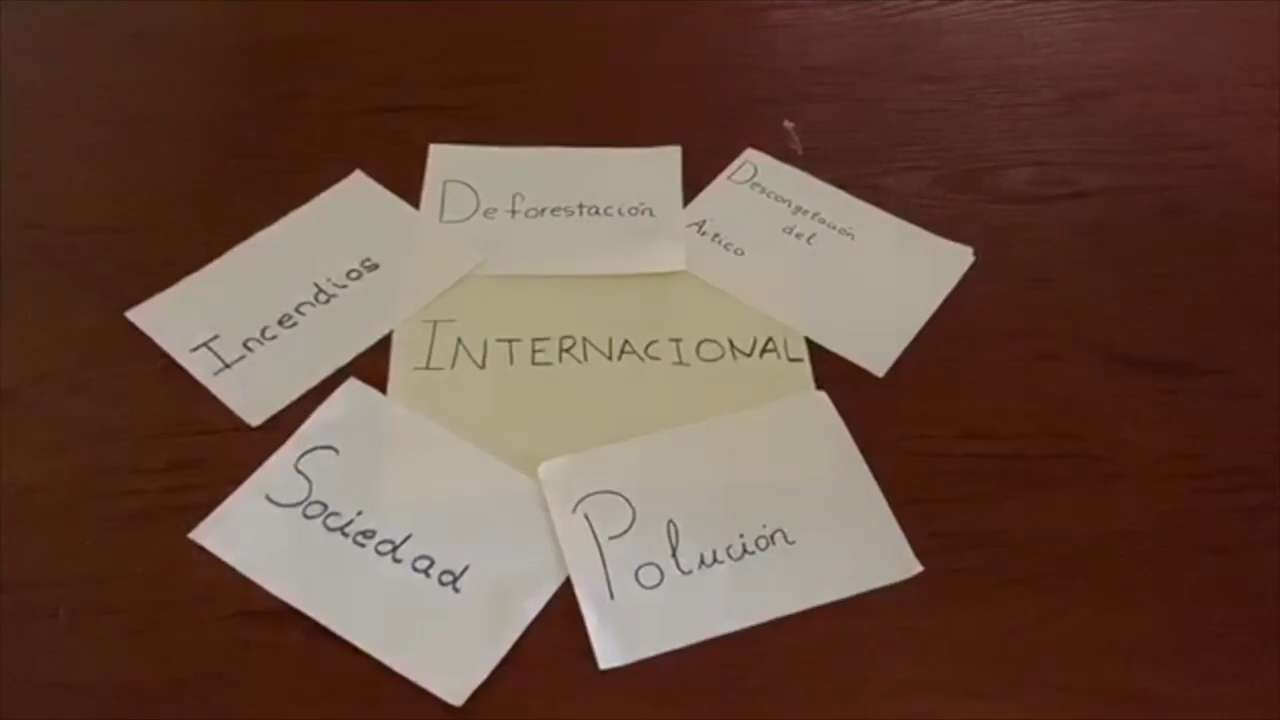 Deforestación
Descongelación
del
Ártico
Incendios
INTERNACIONAL
Sociedad
Polución